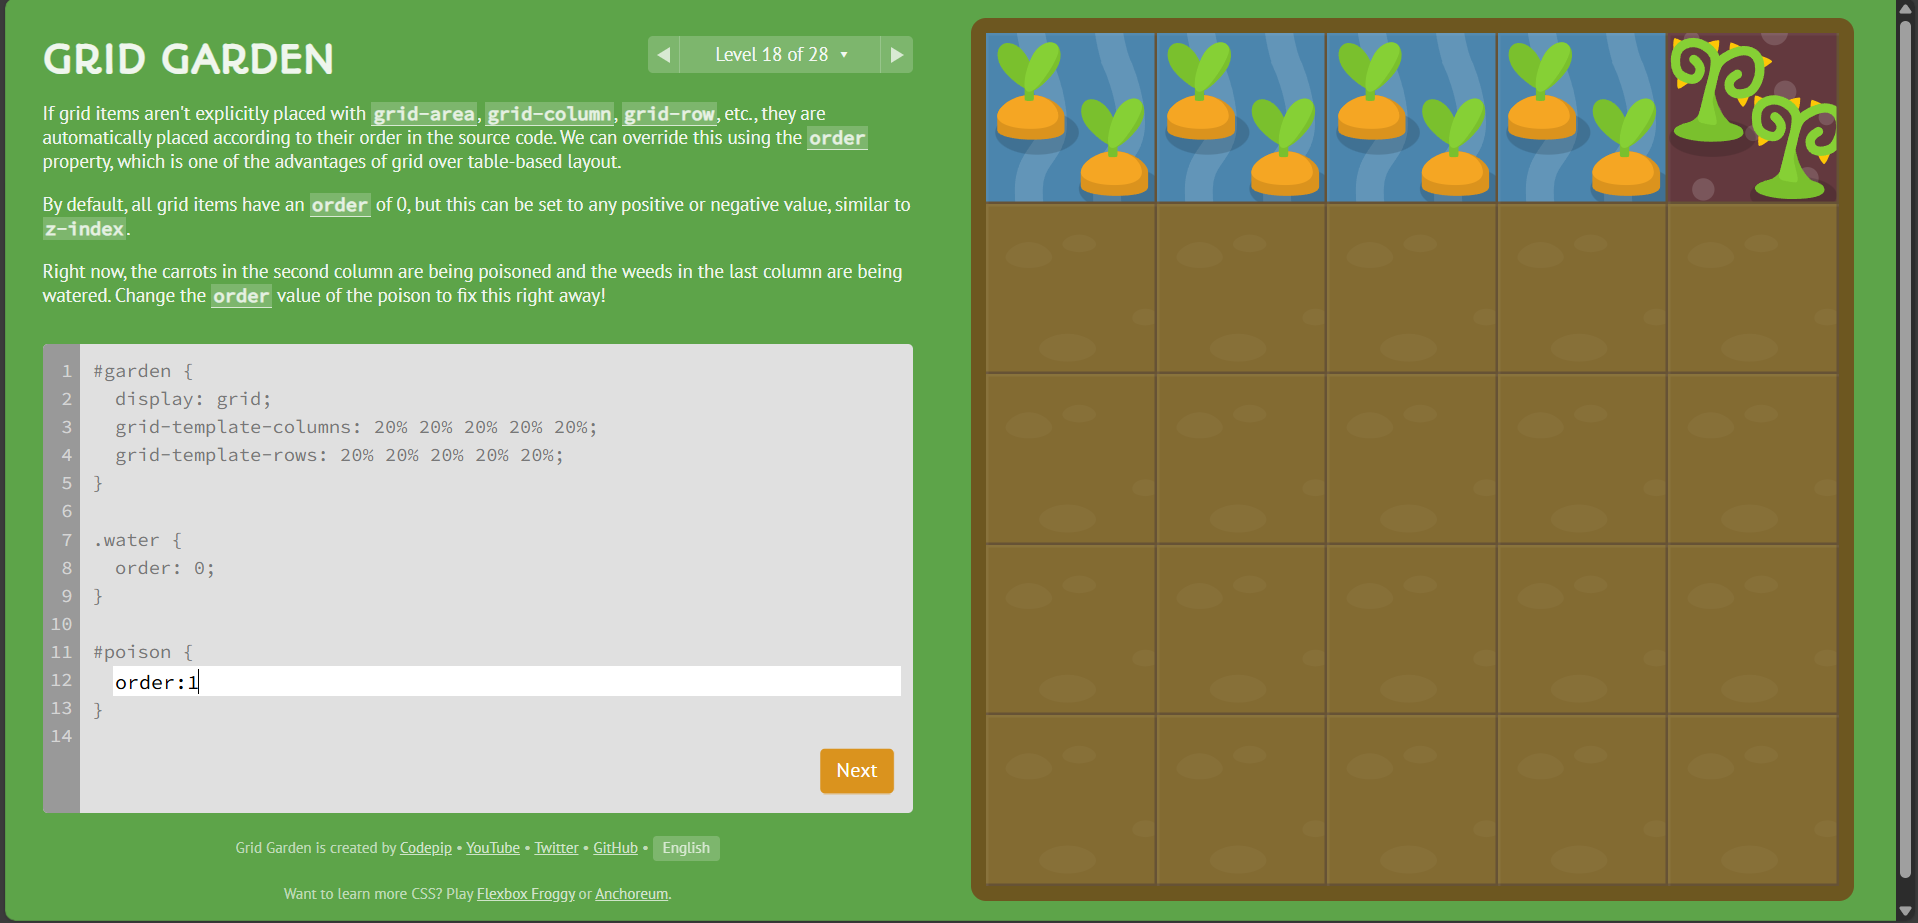 GRID GARDEN
Level 18 of 28
If grid items aren't explicitly placed with grid-area, grid-column, grid-row, etc., they are
automatically placed according to their order in the source code. We can override this using the order
property, which is one of the advantages of grid over table-based layout.
By default, all grid items have an order of 0, but this can be set to any positive or negative value, similar to
z-index.
Right now, the carrots in the second column are being poisoned and the weeds in the last column are being
watered. Change the order value of the poison to fix this right away!
1 #garden {
2 display: grid;
3 grid-template-columns: 20% 20% 20% 20% 20%;
4 grid-template-rows: 20% 20% 20% 20% 20%;
5 }
6
7 .water {
8 order: 0;
9 }
10
11 #poison {
12 order:1
13 }
14
Next
Grid Garden is created by Codepip • YouTube • Twitter • GitHub • English
Want to learn more CSS? Play Flexbox Froggy or Anchoreum.